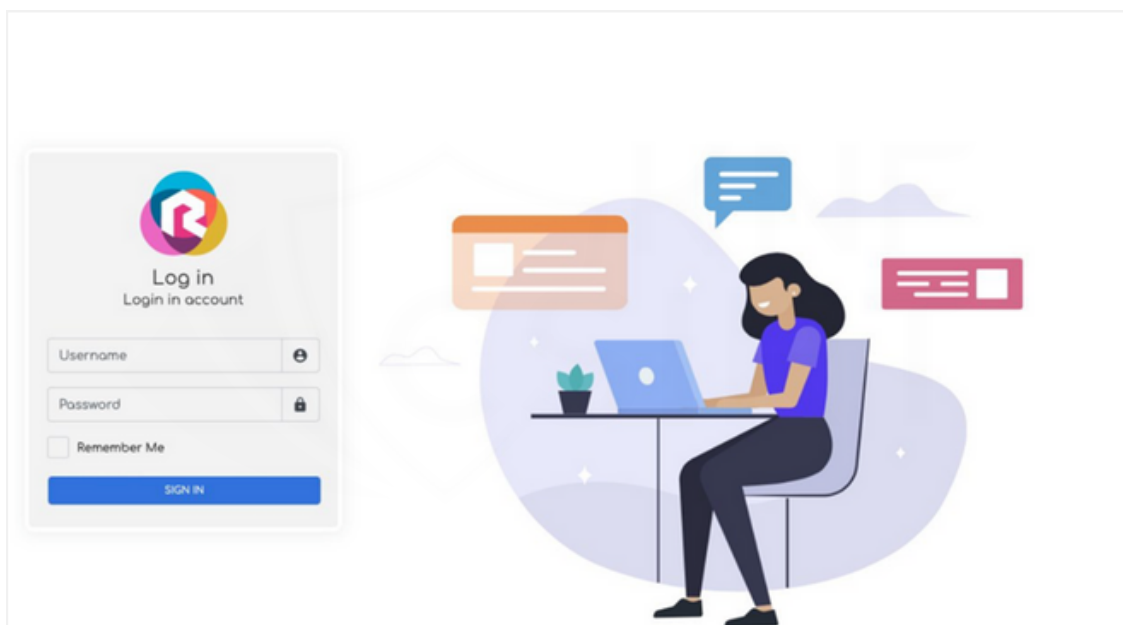 Log in
Login in account
Username
Password
Remember Me
SIGN IN